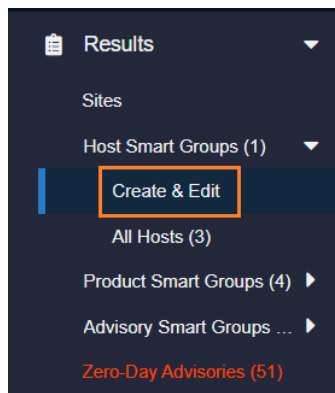 Results
Sites
Host Smart Groups (1)
Create & Edit
All Hosts (3)
Product Smart Groups (4)
Advisory Smart Groups ...
Zero-Day Advisories (51)